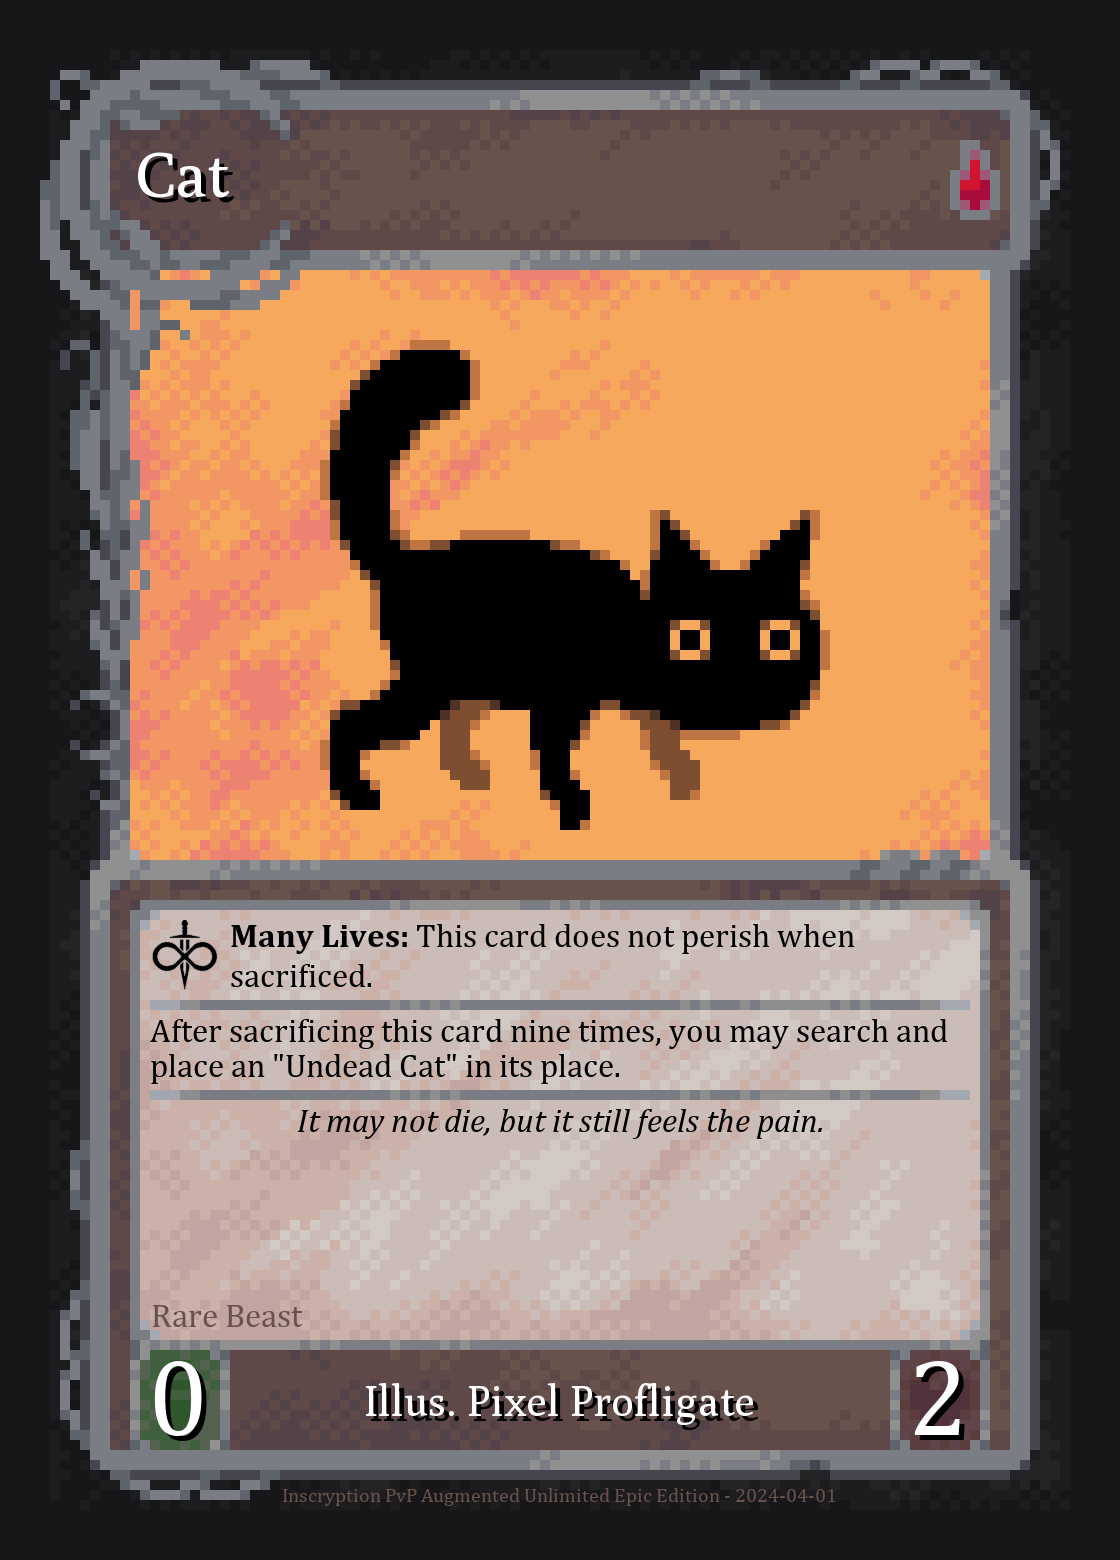 Cat
Many Lives: This card does not perish when
sacrificed.
After sacrificing this card nine times, you may search and
place an "Undead Cat" in its place.
It may not die, but it still feels the pain.
Rare Beast
0
Illus. Pixel Profligate
2
Inscryption PvP Augmented Unlimited Epic Edition - 2024-04-01